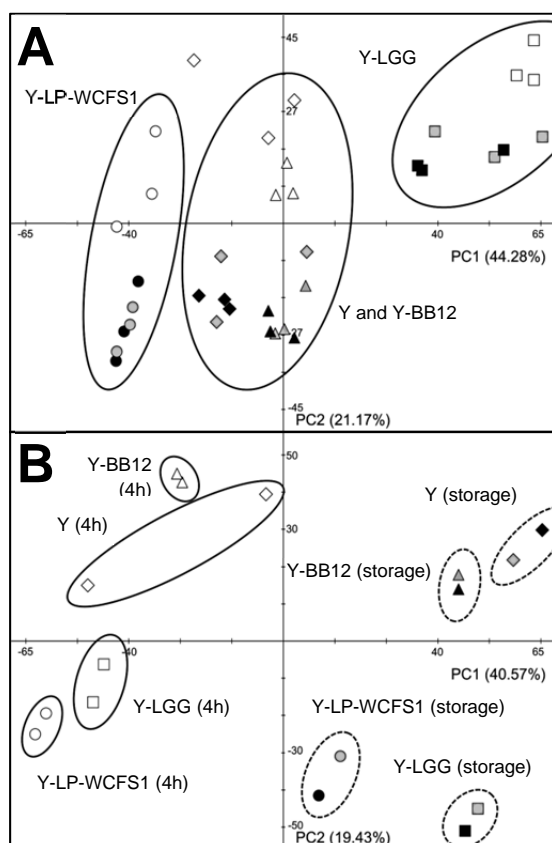 A
45
Y-LGG
Y-LP-WCFS1
27
-65
-40
40
65
PC1 (44.28%)
Y and Y-BB12
27
-45
PC2 (21.17%)
B
50
Y-BB12
(4h)
Y (storage)
Y (4h)
30
Y-BB12 (storage)
-65
-40
40
65
PC1 (40.57%)
Y-LGG (4h)
Y-LP-WCFS1 (storage)
-30
Y-LGG (storage)
Y-LP-WCFS1 (4h)
-50
PC2 (19.43%)